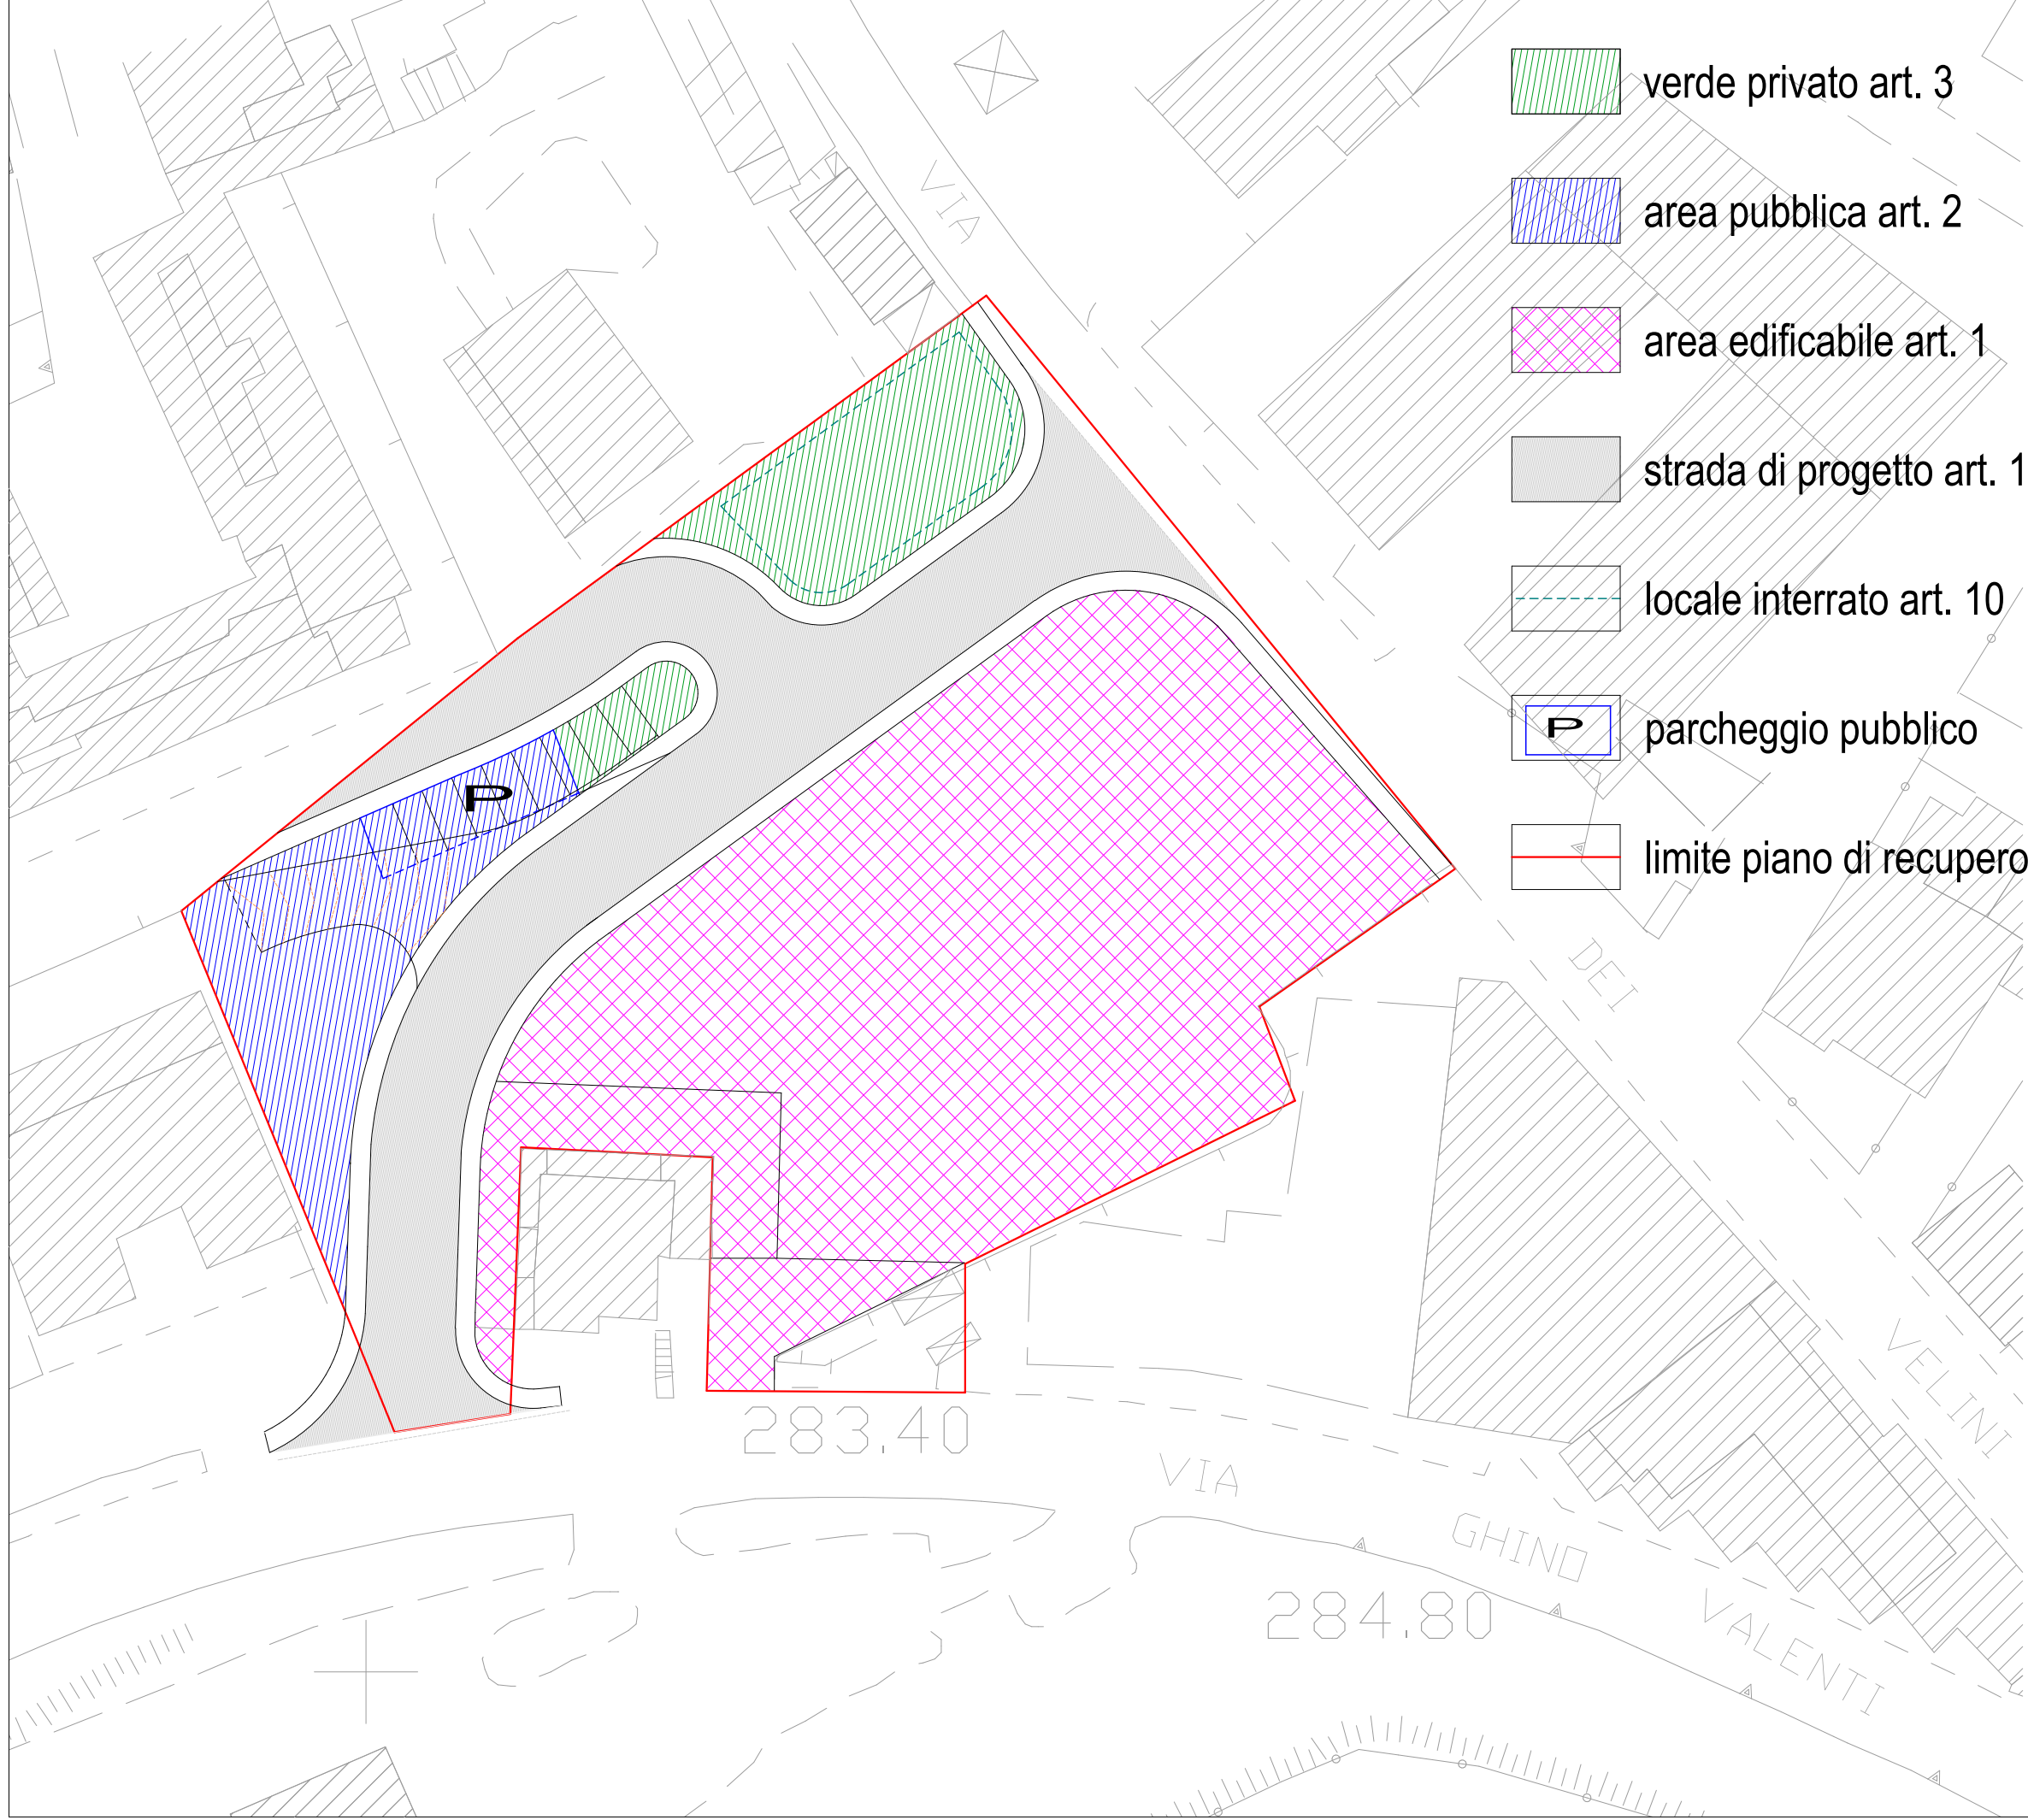 verde privato art. 3
area pubblica art. 2
area edificabile art. 1
strada di progetto art. 1
locale interrato art. 10
P
parcheggio pubblico
limite piano di recupero
VIA
DEI
VELINI
P
283.40
VIA
GHINO
VALENTI
284.80